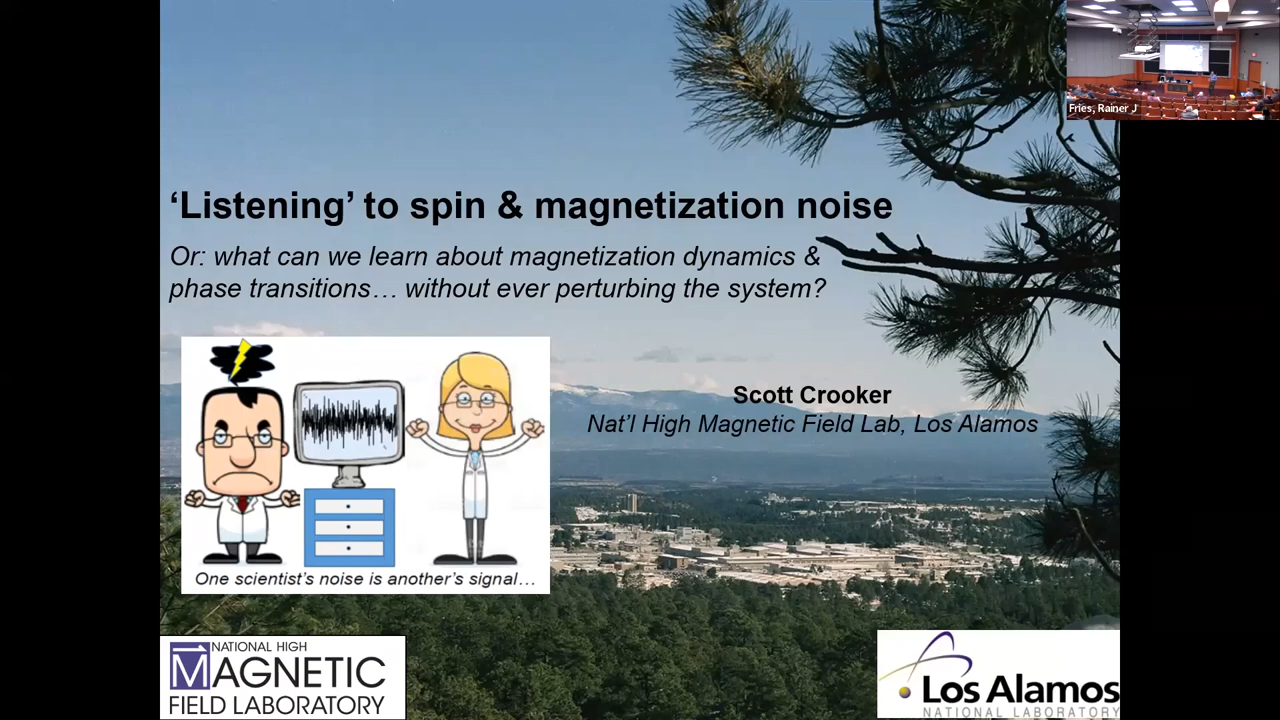 Fries, Rainer J
‘Listening’ to spin & magnetization noise
Or: what can we learn about magnetization dynamics &
phase transitions… without ever perturbing the system?
Scott Crooker
Nat’l High Magnetic Field Lab, Los Alamos
One scientist’s noise is another’s signal…
NATIONAL HIGH
MAGNETIC
FIELD LABORATORY
Los Alamos
NATIONAL LABORATORY